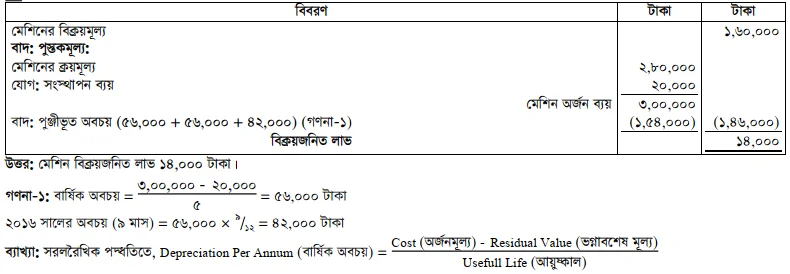 বিবরণ টাকা টাকা
মেশিনের বিক্রয়মূল্য ১,৬০,০০০
বাদ: পুস্তকমূল্য:
মেশিনের ক্রয়মূল্য ২,৮০,০০০
যোগ: সংস্থাপন ব্যয় ২০,০০০
মেশিন অর্জন ব্যয় ৩,০০,০০০
বাদ: পুঞ্জীভূত অবচয় (৫৬,০০০ + ৫৬,০০০ + ৪২,০০০) (গণনা-১) (১,৫৪,০০০) (১,৪৬,০০০)
বিক্রয়জনিত লাভ ১৪,০০০
উত্তর: মেশিন বিক্রয়জনিত লাভ ১৪,০০০ টাকা।
গণনা-১: বার্ষিক অবচয় = ৩,০০,০০০ - ২০,০০০ / ৫ = ৫৬,০০০ টাকা
২০১৬ সালের অবচয় (৯ মাস) = ৫৬,০০০ × ৯/১২ = ৪২,০০০ টাকা
ব্যাখ্যা: সরলরৈখিক পদ্ধতিতে, Depreciation Per Annum (বার্ষিক অবচয়) = Cost (অর্জনমূল্য) - Residual Value (ভগ্নাবশেষ মূল্য) / Usefull Life (আয়ুষ্কাল)